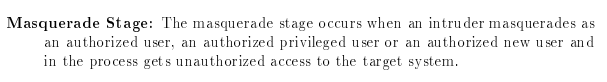 Masquerade Stage: The masquerade stage occurs when an intruder masquerades as
an authorized user, an authorized privileged user or an authorized new user and
in the process gets unauthorized access to the target system.